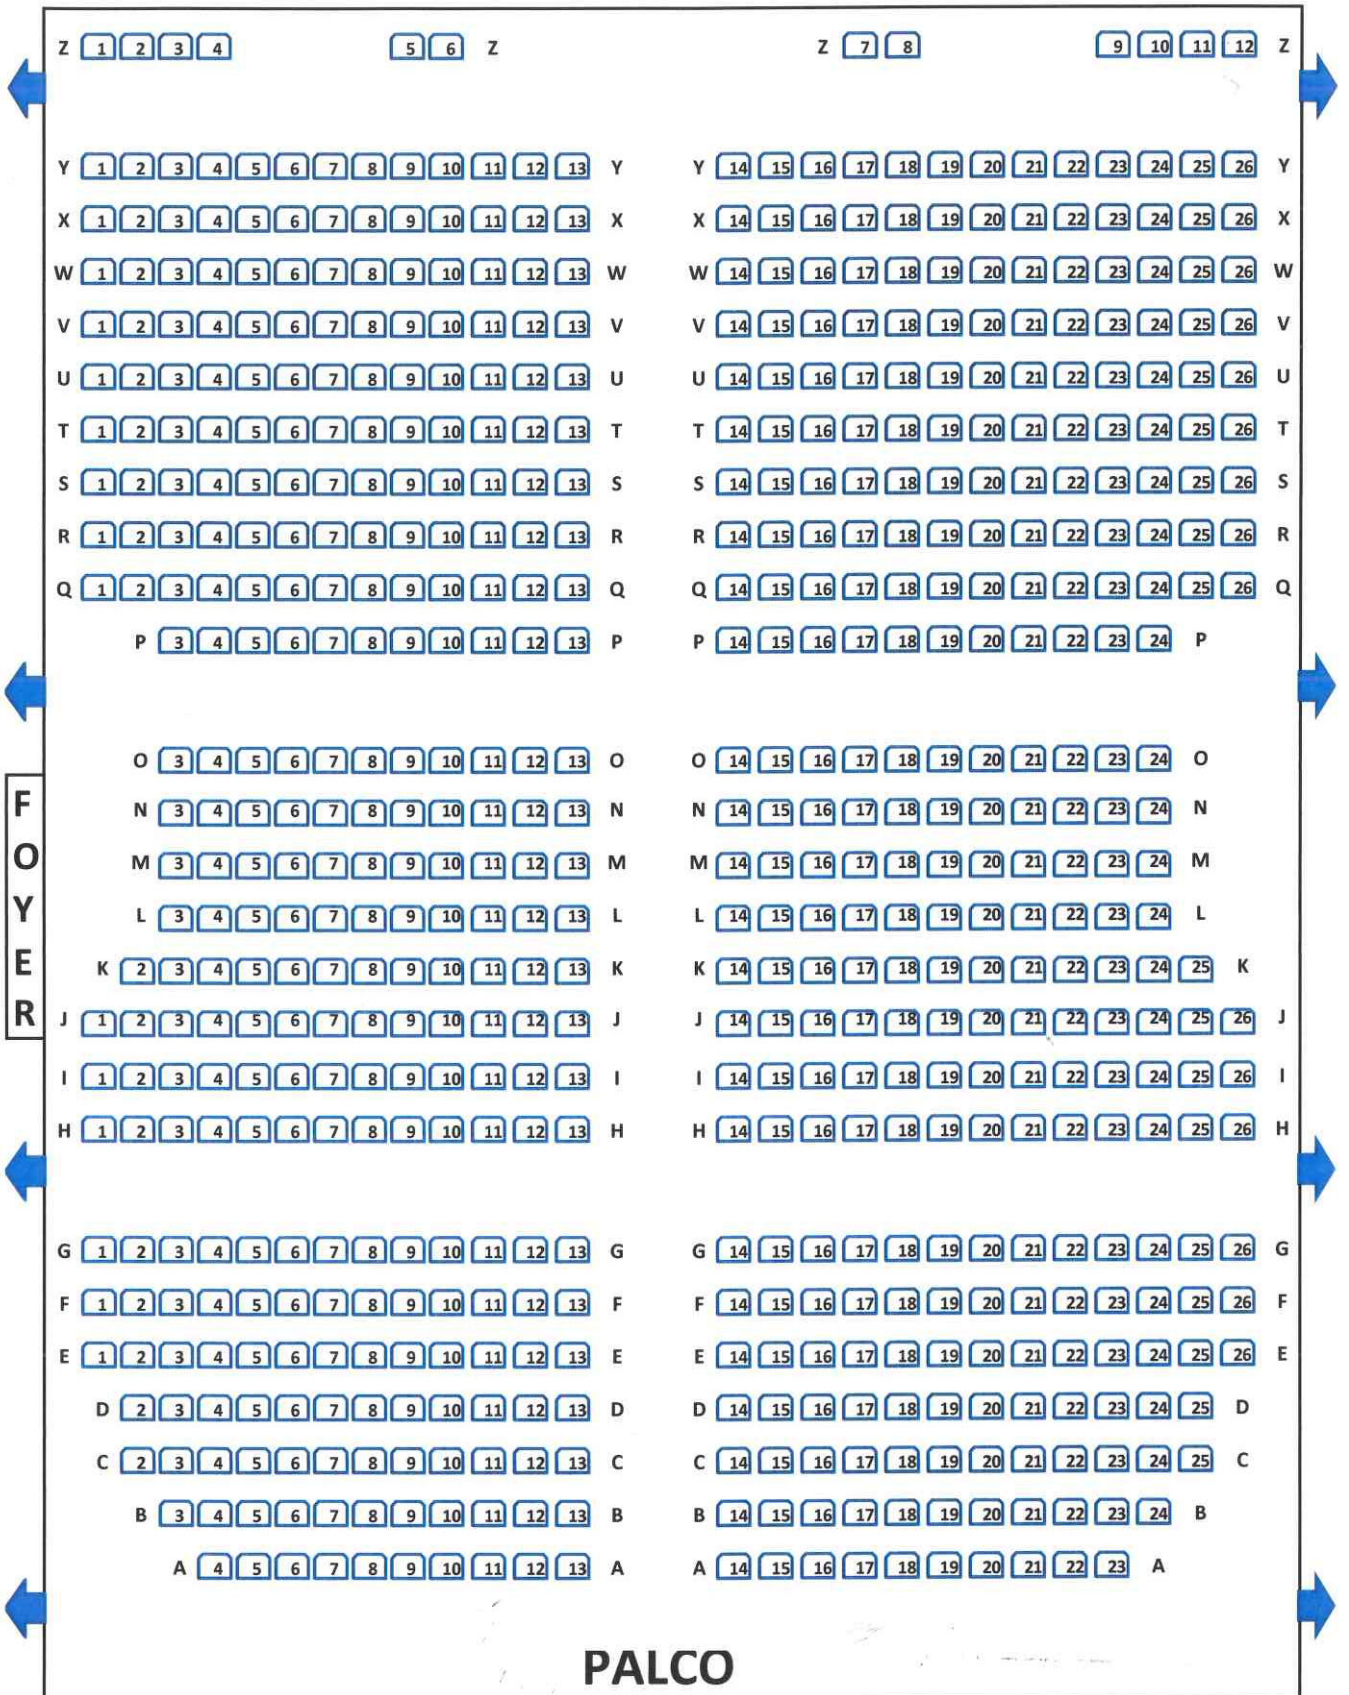 Z 1 2 3 4 5 6 Z Z 7 8 9 10 11 12 Z
Y 1 2 3 4 5 6 7 8 9 10 11 12 13 Y Y 14 15 16 17 18 19 20 21 22 23 24 25 26 Y
X 1 2 3 4 5 6 7 8 9 10 11 12 13 X X 14 15 16 17 18 19 20 21 22 23 24 25 26 X
W 1 2 3 4 5 6 7 8 9 10 11 12 13 W W 14 15 16 17 18 19 20 21 22 23 24 25 26 W
V 1 2 3 4 5 6 7 8 9 10 11 12 13 V V 14 15 16 17 18 19 20 21 22 23 24 25 26 V
U 1 2 3 4 5 6 7 8 9 10 11 12 13 U U 14 15 16 17 18 19 20 21 22 23 24 25 26 U
T 1 2 3 4 5 6 7 8 9 10 11 12 13 T T 14 15 16 17 18 19 20 21 22 23 24 25 26 T
S 1 2 3 4 5 6 7 8 9 10 11 12 13 S S 14 15 16 17 18 19 20 21 22 23 24 25 26 S
R 1 2 3 4 5 6 7 8 9 10 11 12 13 R R 14 15 16 17 18 19 20 21 22 23 24 25 26 R
Q 1 2 3 4 5 6 7 8 9 10 11 12 13 Q Q 14 15 16 17 18 19 20 21 22 23 24 25 26 Q
P 3 4 5 6 7 8 9 10 11 12 13 P P 14 15 16 17 18 19 20 21 22 23 24 P
O 3 4 5 6 7 8 9 10 11 12 13 O O 14 15 16 17 18 19 20 21 22 23 24 O
N 3 4 5 6 7 8 9 10 11 12 13 N N 14 15 16 17 18 19 20 21 22 23 24 N
M 3 4 5 6 7 8 9 10 11 12 13 M M 14 15 16 17 18 19 20 21 22 23 24 M
L 3 4 5 6 7 8 9 10 11 12 13 L L 14 15 16 17 18 19 20 21 22 23 24 L
K 2 3 4 5 6 7 8 9 10 11 12 13 K K 14 15 16 17 18 19 20 21 22 23 24 25 K
J 1 2 3 4 5 6 7 8 9 10 11 12 13 J J 14 15 16 17 18 19 20 21 22 23 24 25 26 J
I 1 2 3 4 5 6 7 8 9 10 11 12 13 I I 14 15 16 17 18 19 20 21 22 23 24 25 26 I
H 1 2 3 4 5 6 7 8 9 10 11 12 13 H H 14 15 16 17 18 19 20 21 22 23 24 25 26 H
G 1 2 3 4 5 6 7 8 9 10 11 12 13 G G 14 15 16 17 18 19 20 21 22 23 24 25 26 G
F 1 2 3 4 5 6 7 8 9 10 11 12 13 F F 14 15 16 17 18 19 20 21 22 23 24 25 26 F
E 1 2 3 4 5 6 7 8 9 10 11 12 13 E E 14 15 16 17 18 19 20 21 22 23 24 25 26 E
D 2 3 4 5 6 7 8 9 10 11 12 13 D D 14 15 16 17 18 19 20 21 22 23 24 25 D
C 2 3 4 5 6 7 8 9 10 11 12 13 C C 14 15 16 17 18 19 20 21 22 23 24 25 C
B 3 4 5 6 7 8 9 10 11 12 13 B B 14 15 16 17 18 19 20 21 22 23 24 B
A 4 5 6 7 8 9 10 11 12 13 A A 14 15 16 17 18 19 20 21 22 23 A
FOYER
PALCO